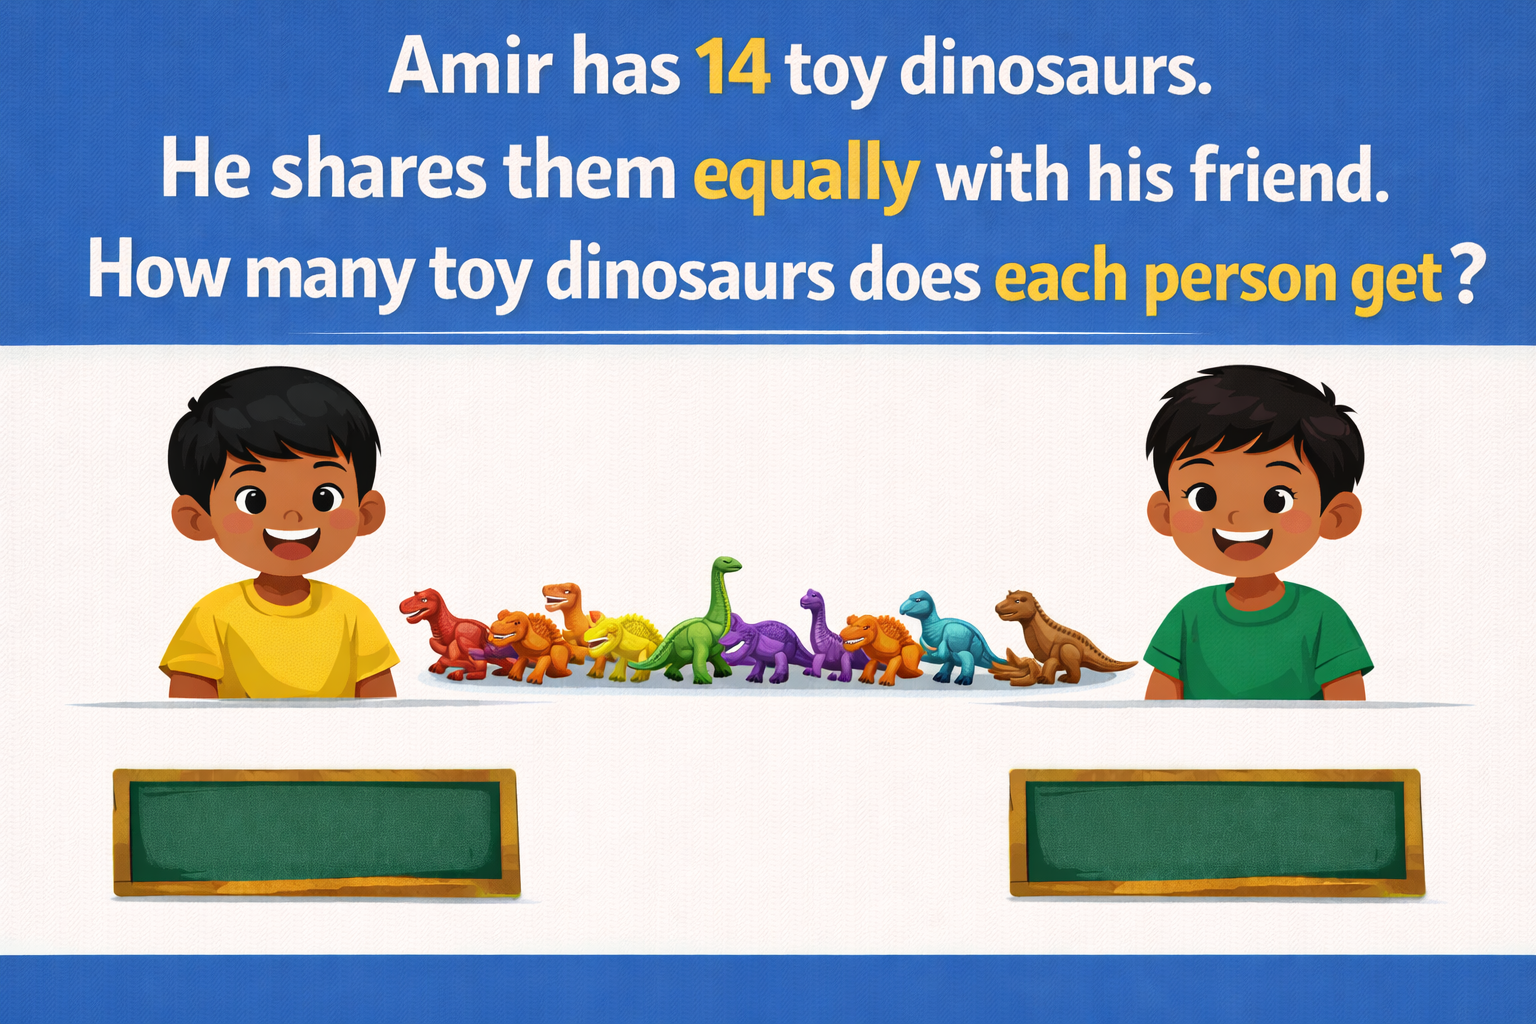 Amir has 14 toy dinosaurs.
He shares them equally with his friend.
How many toy dinosaurs does each person get?